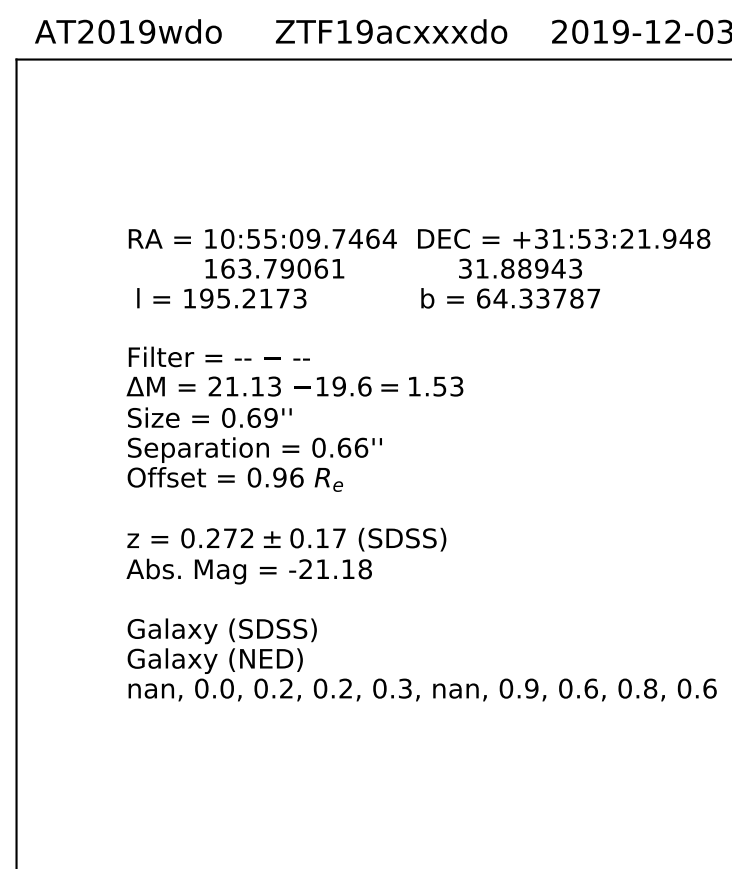 AT2019wdo ZTF19acxxxdo 2019-12-03
RA = 10:55:09.7464 DEC = +31:53:21.948
163.79061 31.88943
l = 195.2173 b = 64.33787
Filter = -- − --
ΔM = 21.13 −19.6 = 1.53
Size = 0.69''
Separation = 0.66''
Offset = 0.96 Re
z = 0.272 ± 0.17 (SDSS)
Abs. Mag = -21.18
Galaxy (SDSS)
Galaxy (NED)
nan, 0.0, 0.2, 0.2, 0.3, nan, 0.9, 0.6, 0.8, 0.6